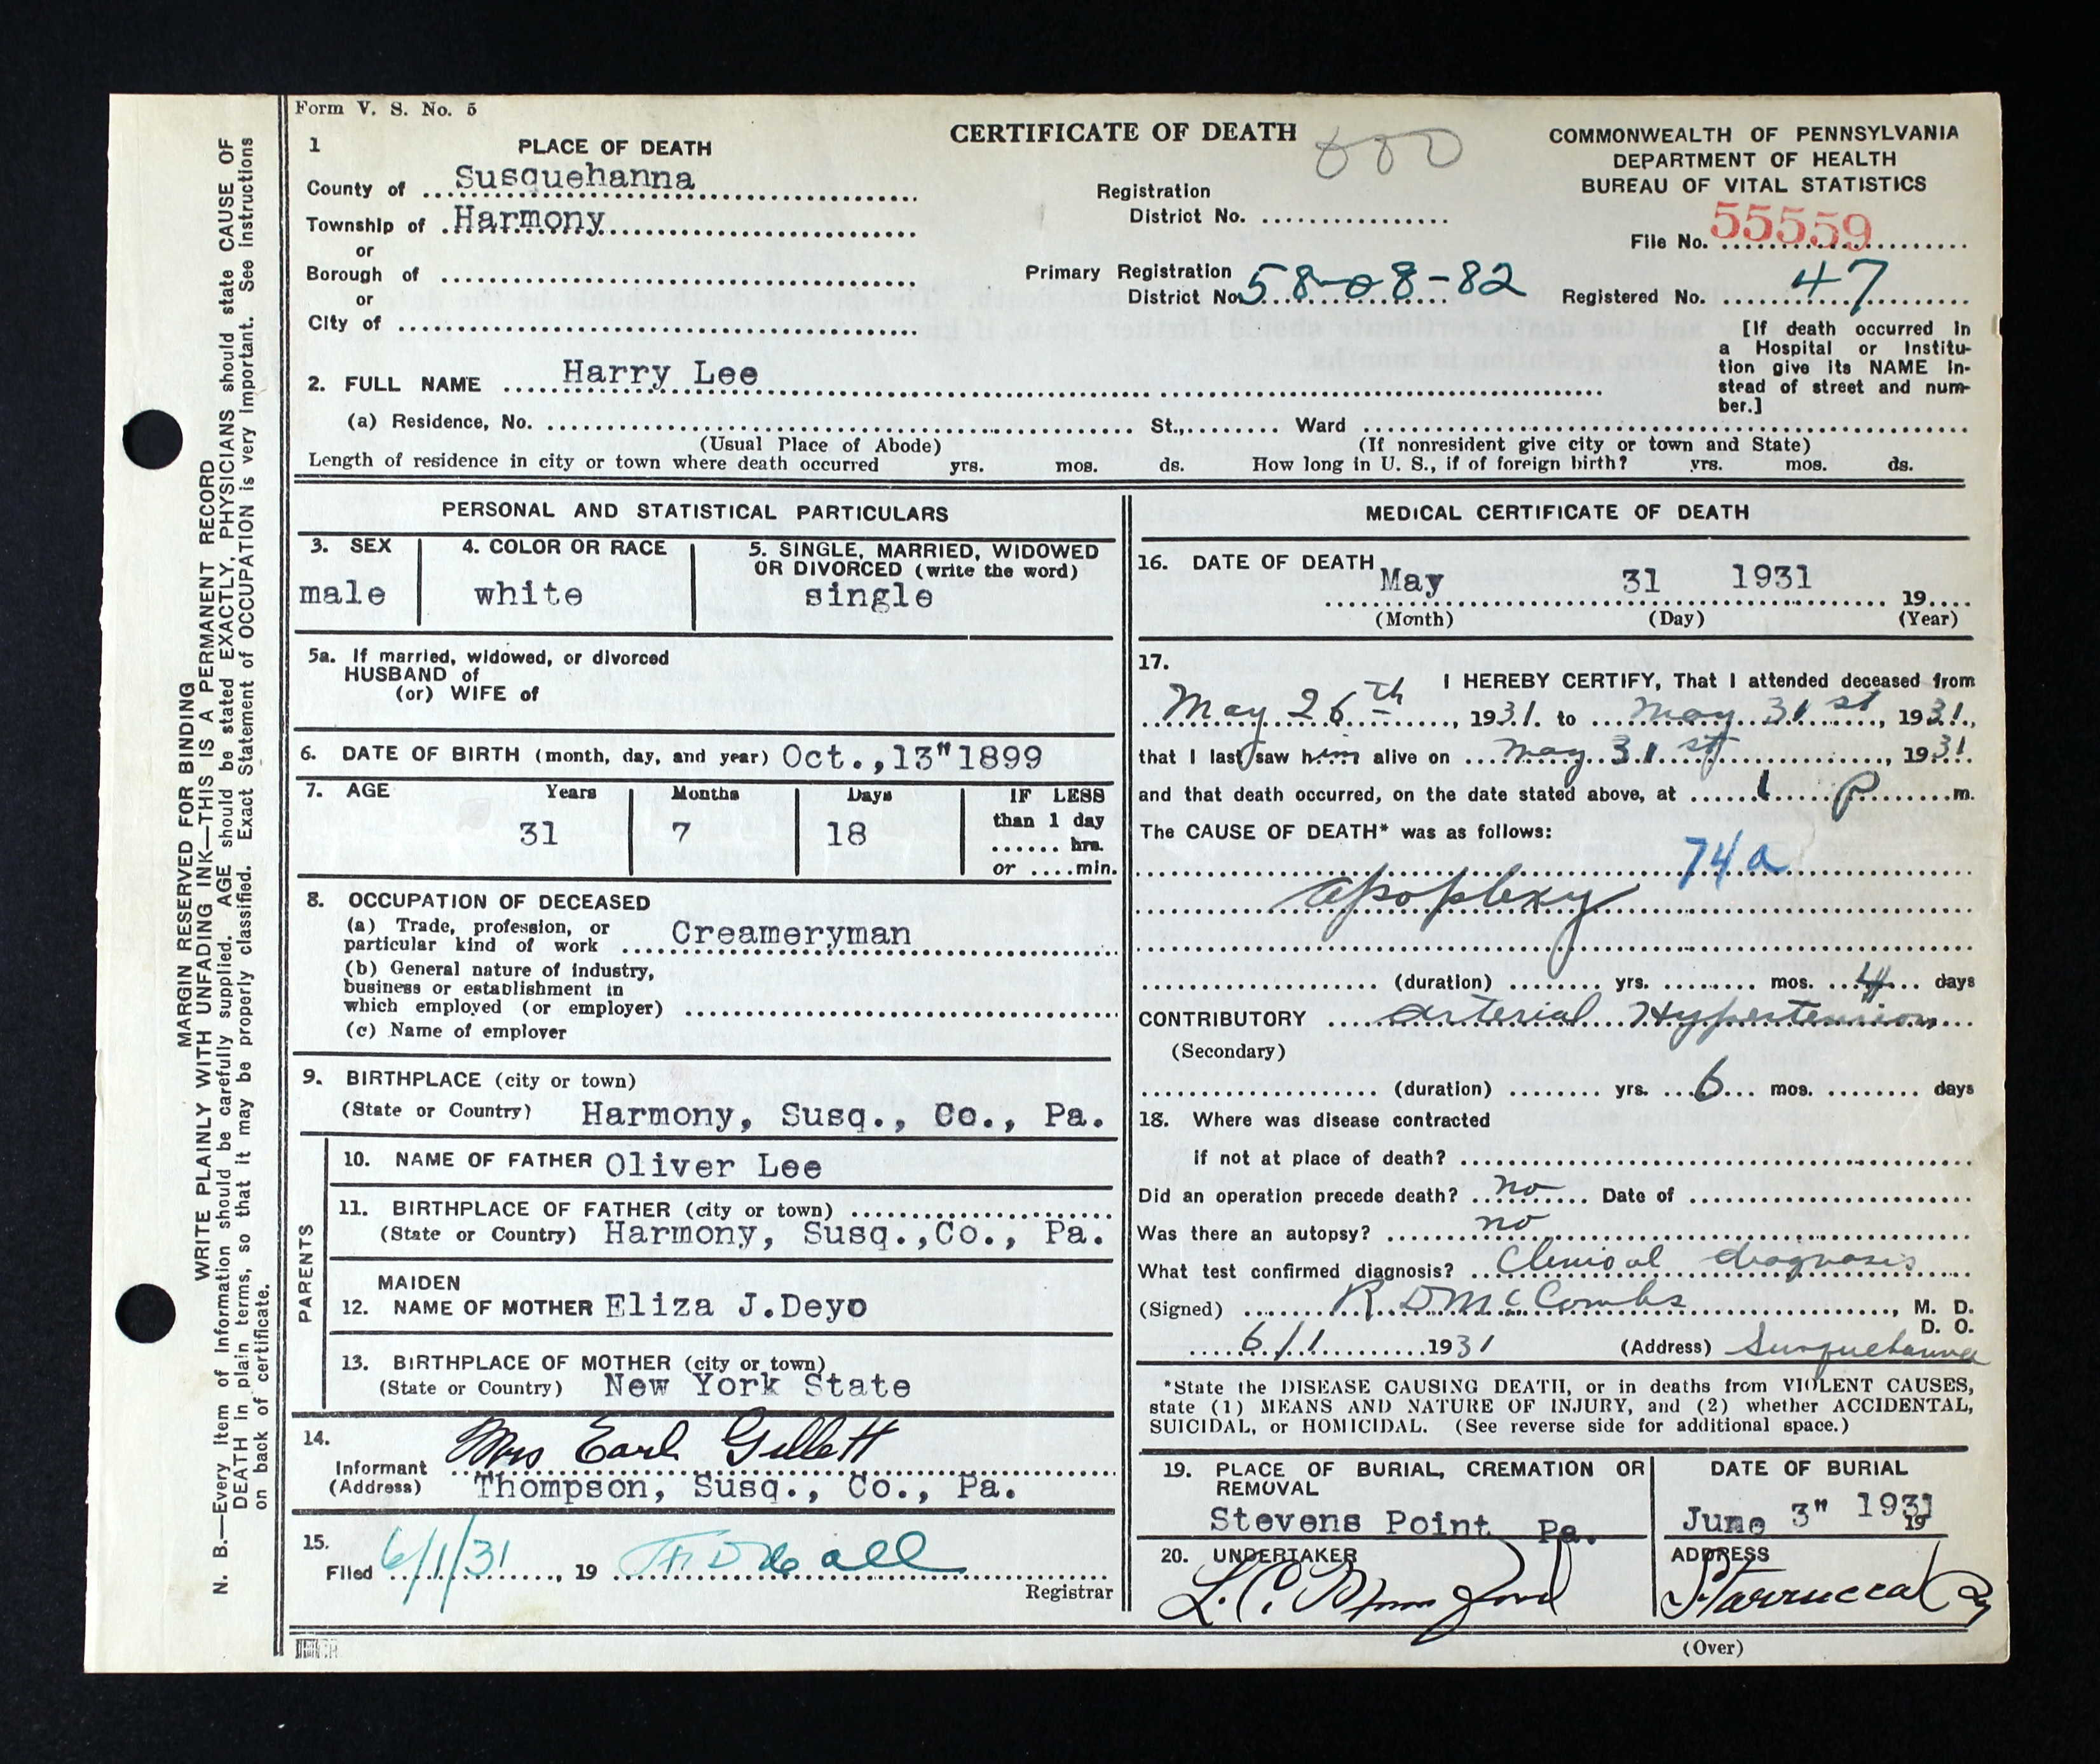 Form V. S. No. 5
1 PLACE OF DEATH
County of Susquehanna
Township of Harmony
or
Borough of
or
City of
CERTIFICATE OF DEATH
Registration
District No.
Primary Registration
District No. 58-08-82
COMMONWEALTH OF PENNSYLVANIA
DEPARTMENT OF HEALTH
BUREAU OF VITAL STATISTICS
File No. 55559
Registered No. 47
[If death occurred in
a Hospital or Institu-
tion give its NAME in-
stead of street and num-
ber.]
2. FULL NAME Harry Lee
(a) Residence, No. St., Ward
(Usual Place of Abode) (If nonresident give city or town and State)
Length of residence in city or town where death occurred yrs. mos. ds. How long in U. S., if of foreign birth? yrs. mos. ds.
PERSONAL AND STATISTICAL PARTICULARS
3. SEX 4. COLOR OR RACE 5. SINGLE, MARRIED, WIDOWED
OR DIVORCED (write the word)
male white single
5a. If married, widowed, or divorced
HUSBAND of
(or) WIFE of
6. DATE OF BIRTH (month, day, and year) Oct.,13" 1899
7. AGE Years Months Days IF LESS
than 1 day
31 7 18 hrs.
or min.
8. OCCUPATION OF DECEASED
(a) Trade, profession, or
particular kind of work Creameryman
(b) General nature of industry,
business or establishment in
which employed (or employer)
(c) Name of employer
9. BIRTHPLACE (city or town)
(State or Country) Harmony, Susq., Co., Pa.
PARENTS
10. NAME OF FATHER Oliver Lee
11. BIRTHPLACE OF FATHER (city or town)
(State or Country) Harmony, Susq.,Co., Pa.
MAIDEN
12. NAME OF MOTHER Eliza J.Deyo
13. BIRTHPLACE OF MOTHER (city or town)
(State or Country) New York State
14. Informant Mrs Earl Gillett
(Address) Thompson, Susq., Co., Pa.
15.
Filed 6/1/31, 19
Registrar
MEDICAL CERTIFICATE OF DEATH
16. DATE OF DEATH May 31 1931 19
(Month) (Day) (Year)
17.
I HEREBY CERTIFY, That I attended deceased from
May 26th, 1931. to May 31st, 1931.,
that I last saw him alive on May 31st, 1931.
and that death occurred, on the date stated above, at 1 P m.
The CAUSE OF DEATH* was as follows:
74a
apoplexy
(duration) yrs. mos. 4 days
CONTRIBUTORY Arterial Hypertension
(Secondary)
(duration) yrs. 6 mos. days
18. Where was disease contracted
if not at place of death?
Did an operation precede death? no Date of
Was there an autopsy? no
What test confirmed diagnosis? Clinical diagnosis
(Signed) R D McCombs, M. D.
D. O.
6/1 1931 (Address) Susquehanna
*State the DISEASE CAUSING DEATH, or in deaths from VIOLENT CAUSES,
state (1) MEANS AND NATURE OF INJURY, and (2) whether ACCIDENTAL,
SUICIDAL, or HOMICIDAL. (See reverse side for additional space.)
19. PLACE OF BURIAL, CREMATION OR
REMOVAL
Stevens Point Pa.
DATE OF BURIAL
June 3" 1931 19
20. UNDERTAKER
L. C. Mumford
ADDRESS
Starrucca Pa
(Over)
MARGIN RESERVED FOR BINDING
WRITE PLAINLY WITH UNFADING INK—THIS IS A PERMANENT RECORD
N. B.—Every item of information should be carefully supplied. AGE should be stated EXACTLY, PHYSICIANS should state CAUSE OF
DEATH in plain terms, so that it may be properly classified. Exact Statement of OCCUPATION is very important. See instructions
on back of certificate.